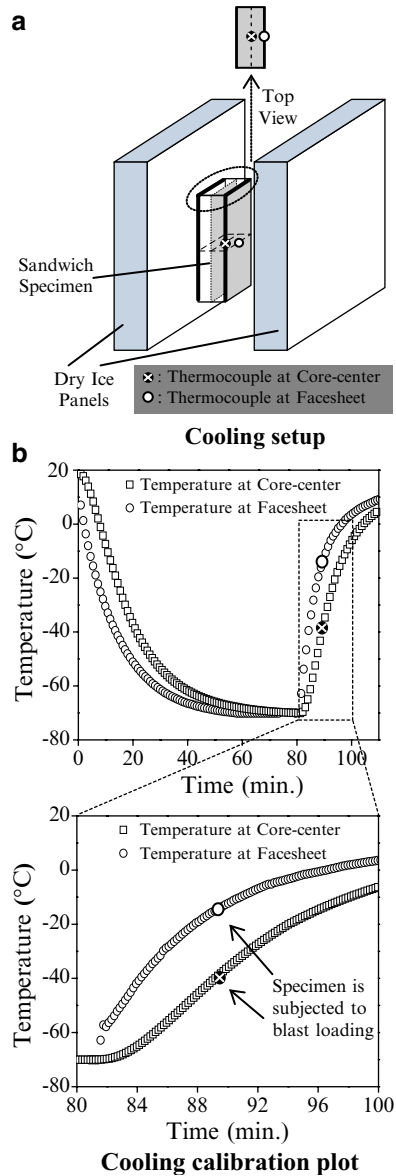 a
Top
View
Sandwich
Specimen
Dry Ice
Panels
: Thermocouple at Core-center
: Thermocouple at Facesheet
Cooling setup
b
20
0
-20
-40
-60
-80
Temperature (°C)
Temperature at Core-center
Temperature at Facesheet
0 20 40 60 80 100
Time (min.)
20
0
-20
-40
-60
-80
Temperature (°C)
Temperature at Core-center
Temperature at Facesheet
Specimen is
subjected to
blast loading
80 84 88 92 96 100
Time (min.)
Cooling calibration plot